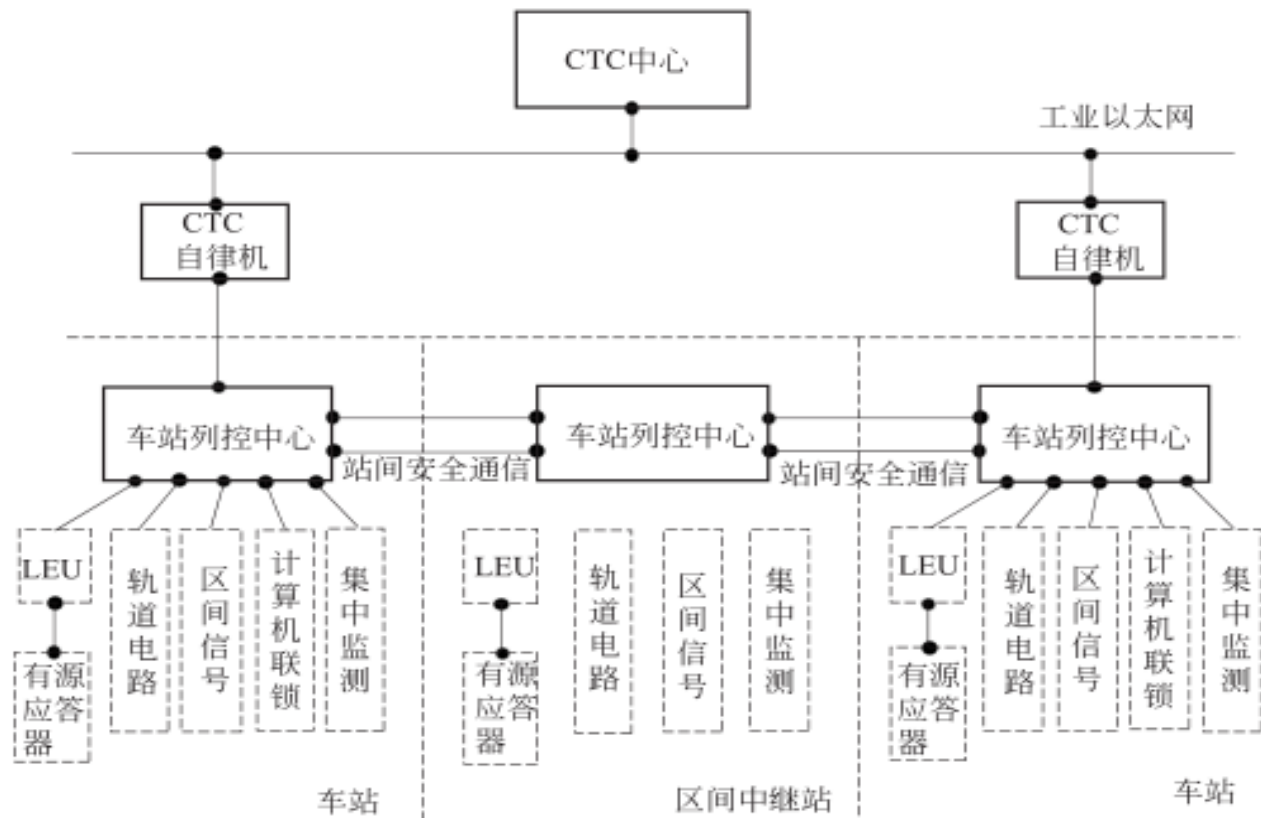 CTC中心
工业以太网
CTC
自律机
CTC
自律机
车站列控中心
车站列控中心
车站列控中心
站间安全通信
站间安全通信
LEU
轨道电路
区间信号
计算机联锁
集中监测
有源
应答
器
LEU
轨道电路
区间信号
集中监测
有源
应答
器
LEU
轨道电路
区间信号
计算机联锁
集中监测
有源
应答
器
车站
区间中继站
车站